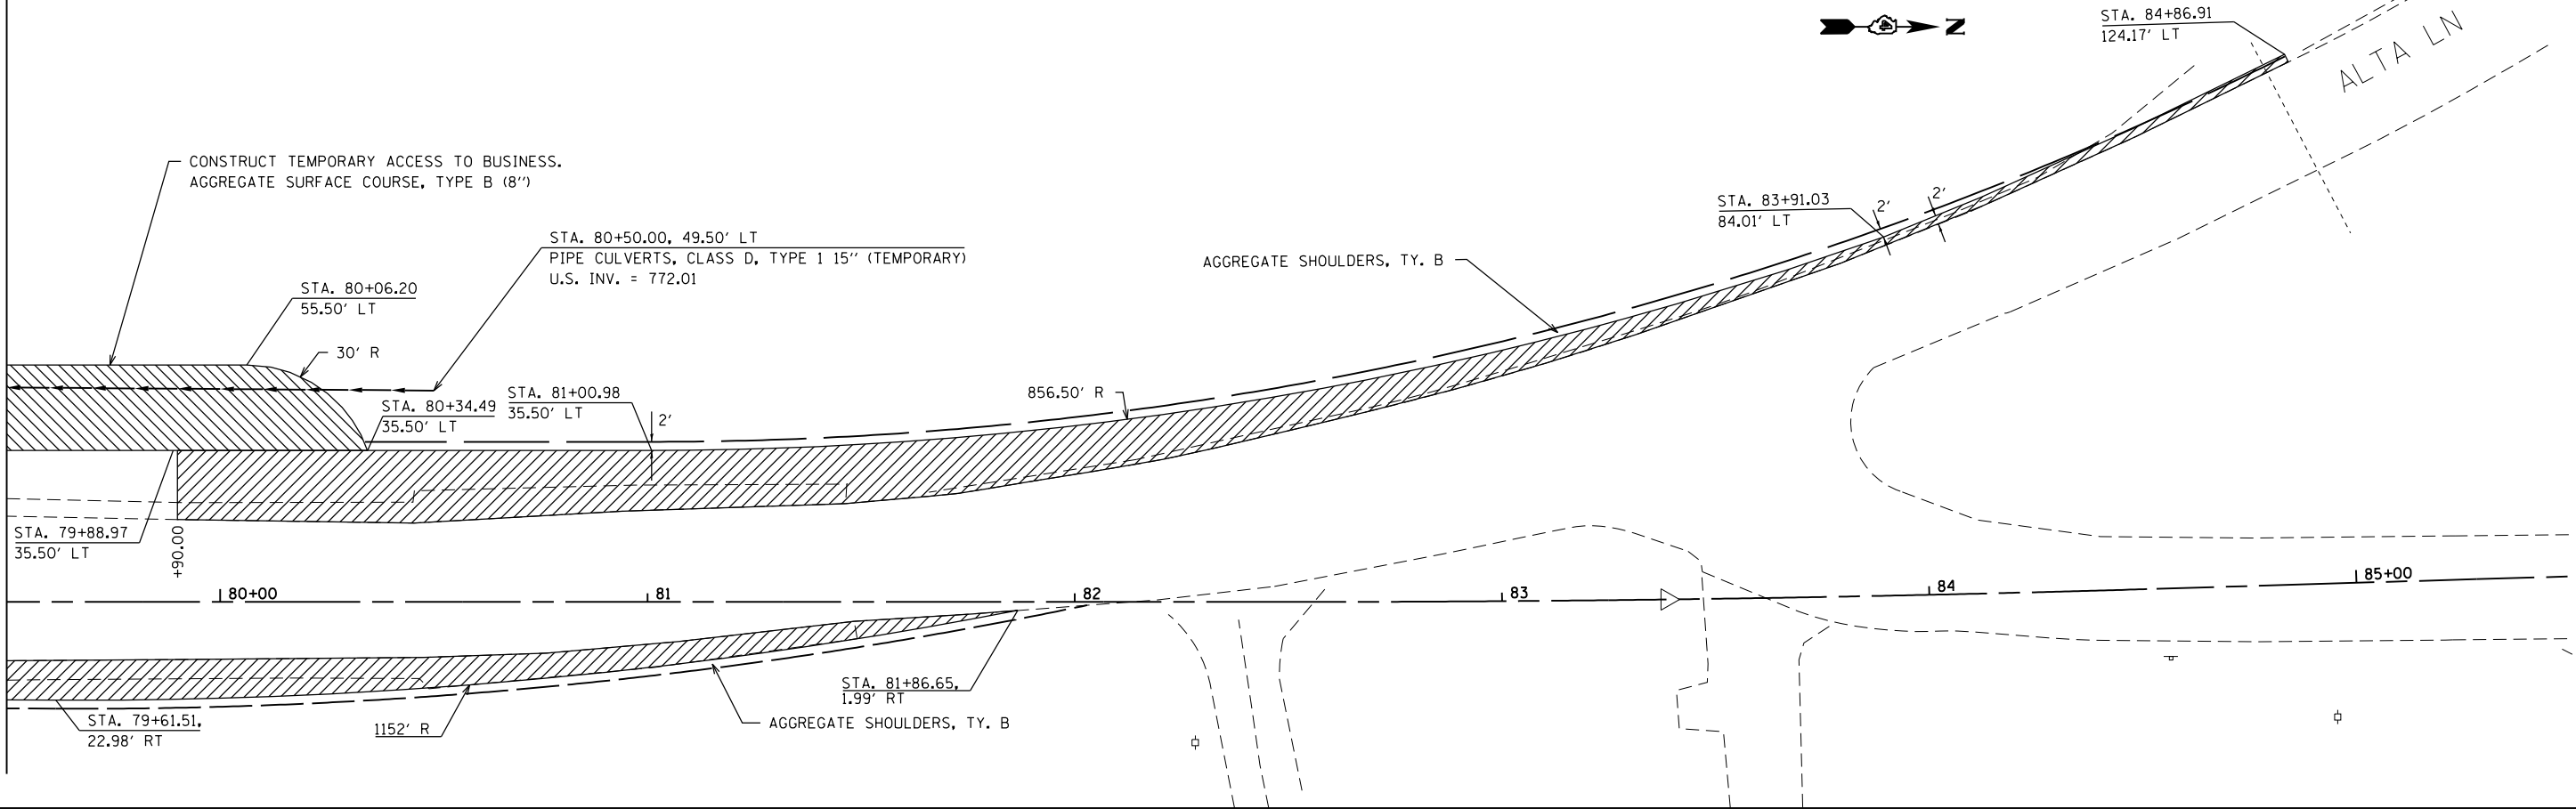 STA. 84+86.91
124.17' LT
N
ALTA LN
CONSTRUCT TEMPORARY ACCESS TO BUSINESS.
AGGREGATE SURFACE COURSE, TYPE B (8'')
STA. 83+91.03
84.01' LT
2'
2'
STA. 80+50.00, 49.50' LT
PIPE CULVERTS, CLASS D, TYPE 1 15'' (TEMPORARY)
U.S. INV. = 772.01
AGGREGATE SHOULDERS, TY. B
STA. 80+06.20
55.50' LT
30' R
STA. 80+34.49
35.50' LT
STA. 81+00.98
35.50' LT
2'
856.50' R
STA. 79+88.97
35.50' LT
+90.00
80+00
81
82
83
84
85+00
STA. 81+86.65,
1.99' RT
STA. 79+61.51,
22.98' RT
1152' R
AGGREGATE SHOULDERS, TY. B